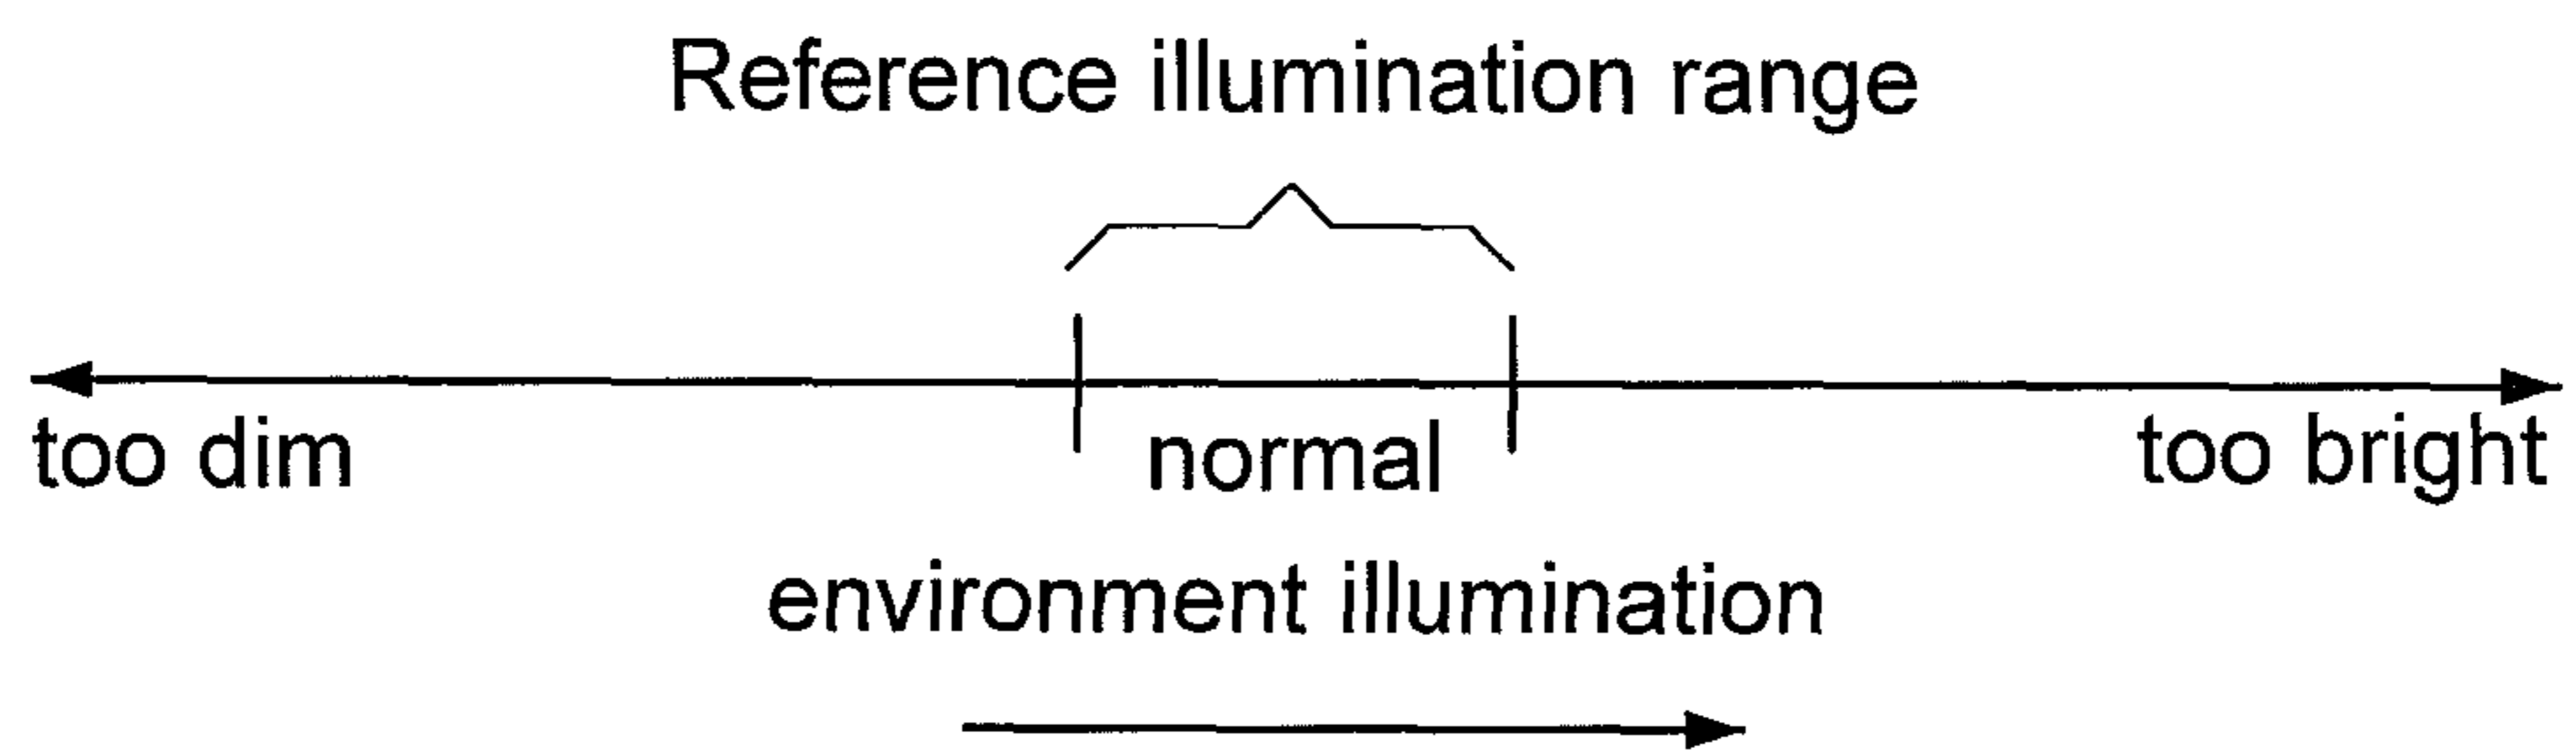 Reference illumination range
too dim normal too bright
environment illumination